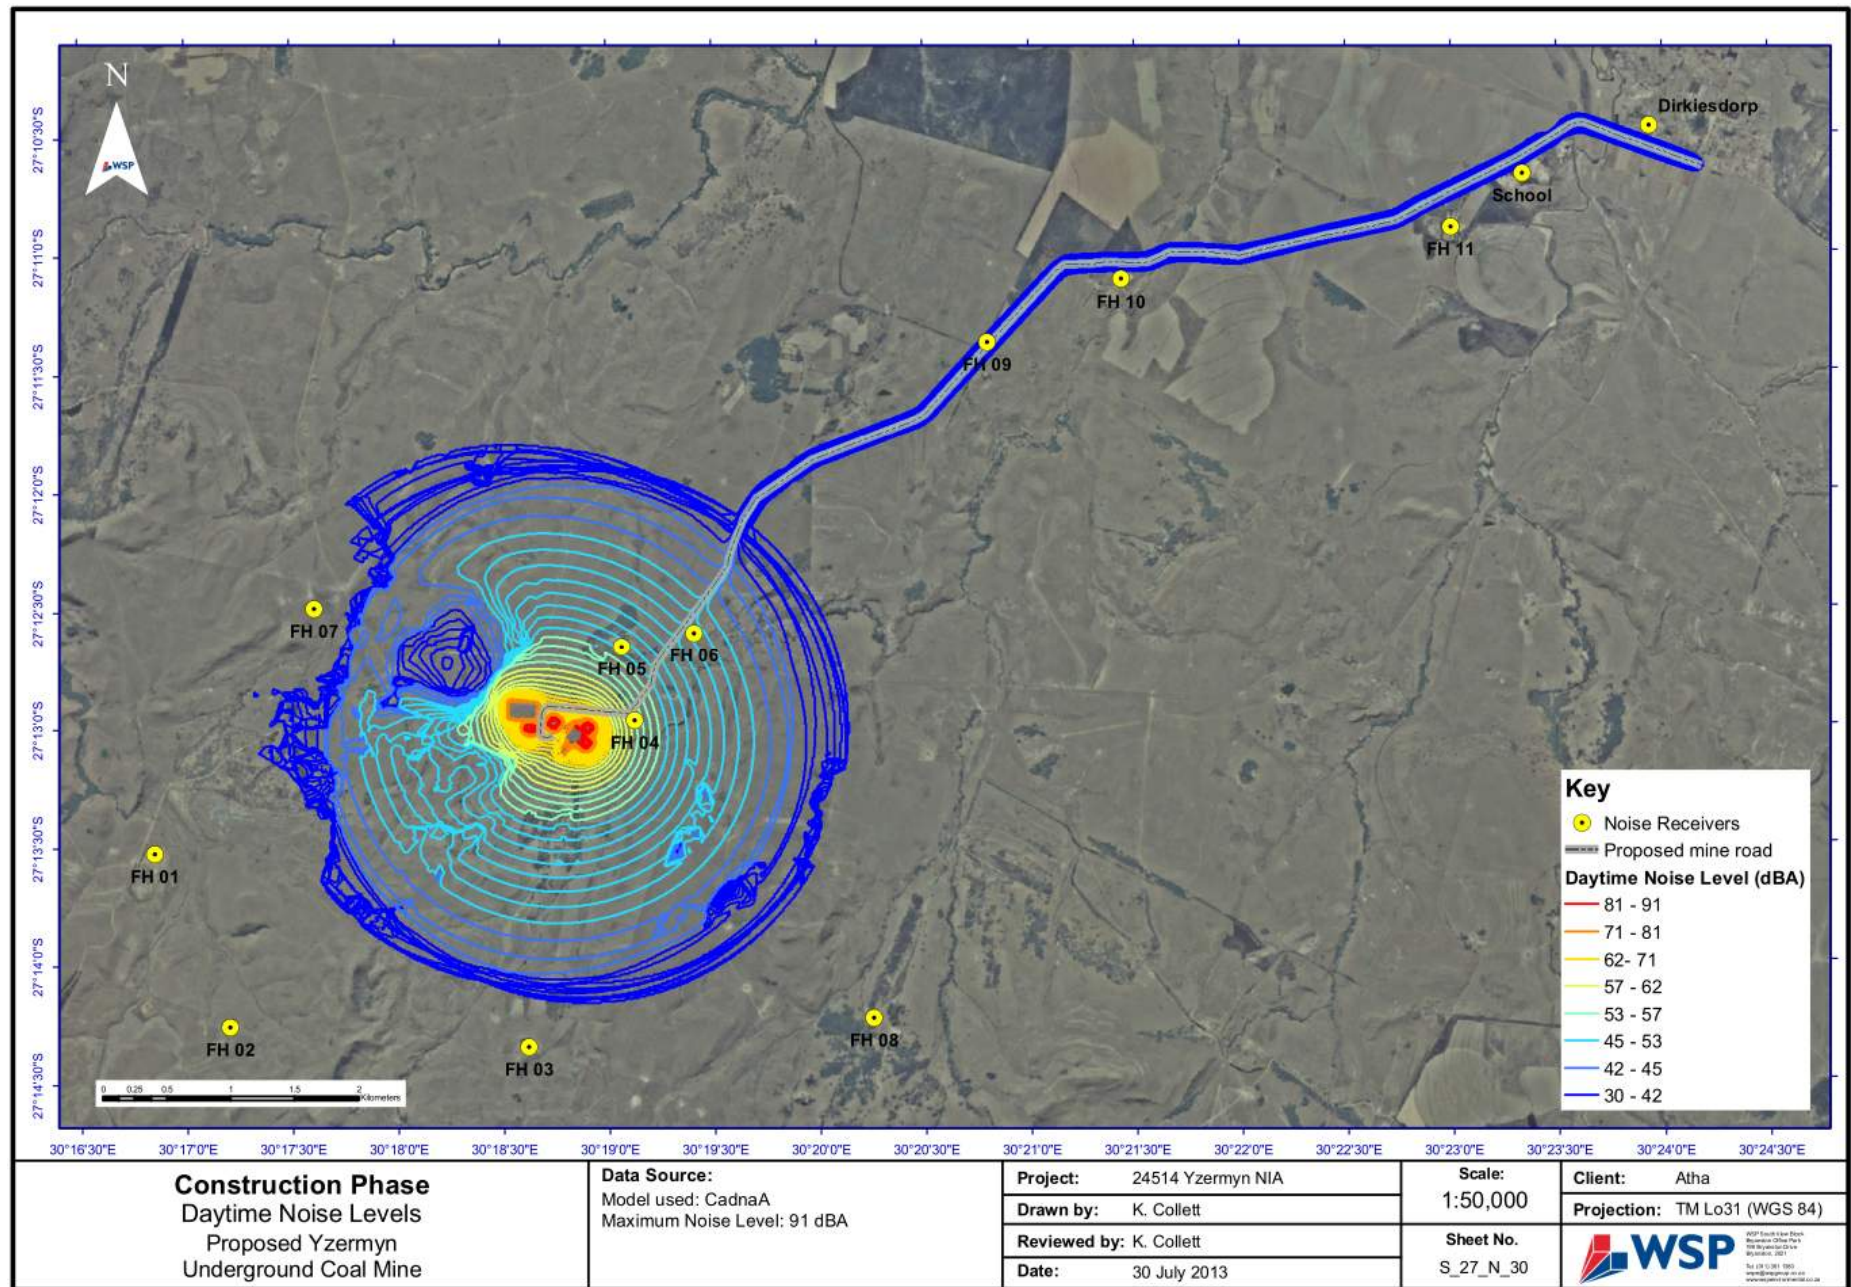 N
WSP
27°10'30"S
27°11'0"S
27°11'30"S
27°12'0"S
27°12'30"S
27°13'0"S
27°13'30"S
27°14'0"S
27°14'30"S
Dirkiesdorp
School
FH 11
FH 10
FH 09
FH 07
FH 05
FH 06
FH 04
FH 01
FH 02
FH 03
FH 08
0 0.25 0.5 1 1.5 2
Kilometers
Key
Noise Receivers
Proposed mine road
Daytime Noise Level (dBA)
81 - 91
71 - 81
62- 71
57 - 62
53 - 57
45 - 53
42 - 45
30 - 42
30°16'30"E 30°17'0"E 30°17'30"E 30°18'0"E 30°18'30"E 30°19'0"E 30°19'30"E 30°20'0"E 30°20'30"E 30°21'0"E 30°21'30"E 30°22'0"E 30°22'30"E 30°23'0"E 30°23'30"E 30°24'0"E 30°24'30"E
Construction Phase
Daytime Noise Levels
Proposed Yzermyn
Underground Coal Mine
Data Source:
Model used: CadnaA
Maximum Noise Level: 91 dBA
Project: 24514 Yzermyn NIA
Drawn by: K. Collett
Reviewed by: K. Collett
Date: 30 July 2013
Scale:
1:50,000
Sheet No.
S_27_N_30
Client: Atha
Projection: TM Lo31 (WGS 84)
WSP